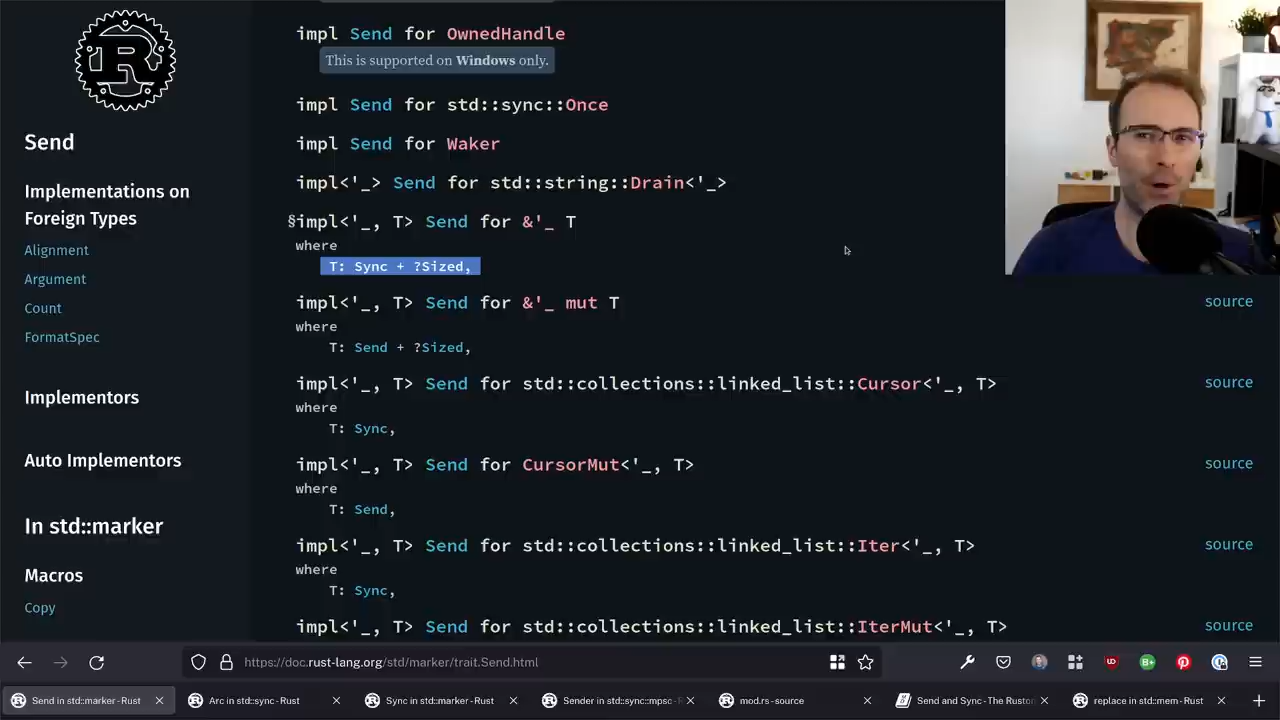 Send
Implementations on
Foreign Types
Alignment
Argument
Count
FormatSpec
Implementors
Auto Implementors
In std::marker
Macros
Copy
impl Send for OwnedHandle
This is supported on Windows only.
impl Send for std::sync::Once
impl Send for Waker
impl<'_> Send for std::string::Drain<'_>
§impl<'_, T> Send for &'_ T
where
T: Sync + ?Sized,
impl<'_, T> Send for &'_ mut T
source
where
T: Send + ?Sized,
impl<'_, T> Send for std::collections::linked_list::Cursor<'_, T>
source
where
T: Sync,
impl<'_, T> Send for CursorMut<'_, T>
source
where
T: Send,
impl<'_, T> Send for std::collections::linked_list::Iter<'_, T>
source
where
T: Sync,
impl<'_, T> Send for std::collections::linked_list::IterMut<'_, T>
source
https://doc.rust-lang.org/std/marker/trait.Send.html
Send in std::marker - Rust
Arc in std::sync - Rust
Sync in std::marker - Rust
Sender in std::sync::mpsc -
mod.rs - source
Send and Sync - The Ruston
replace in std::mem - Rust